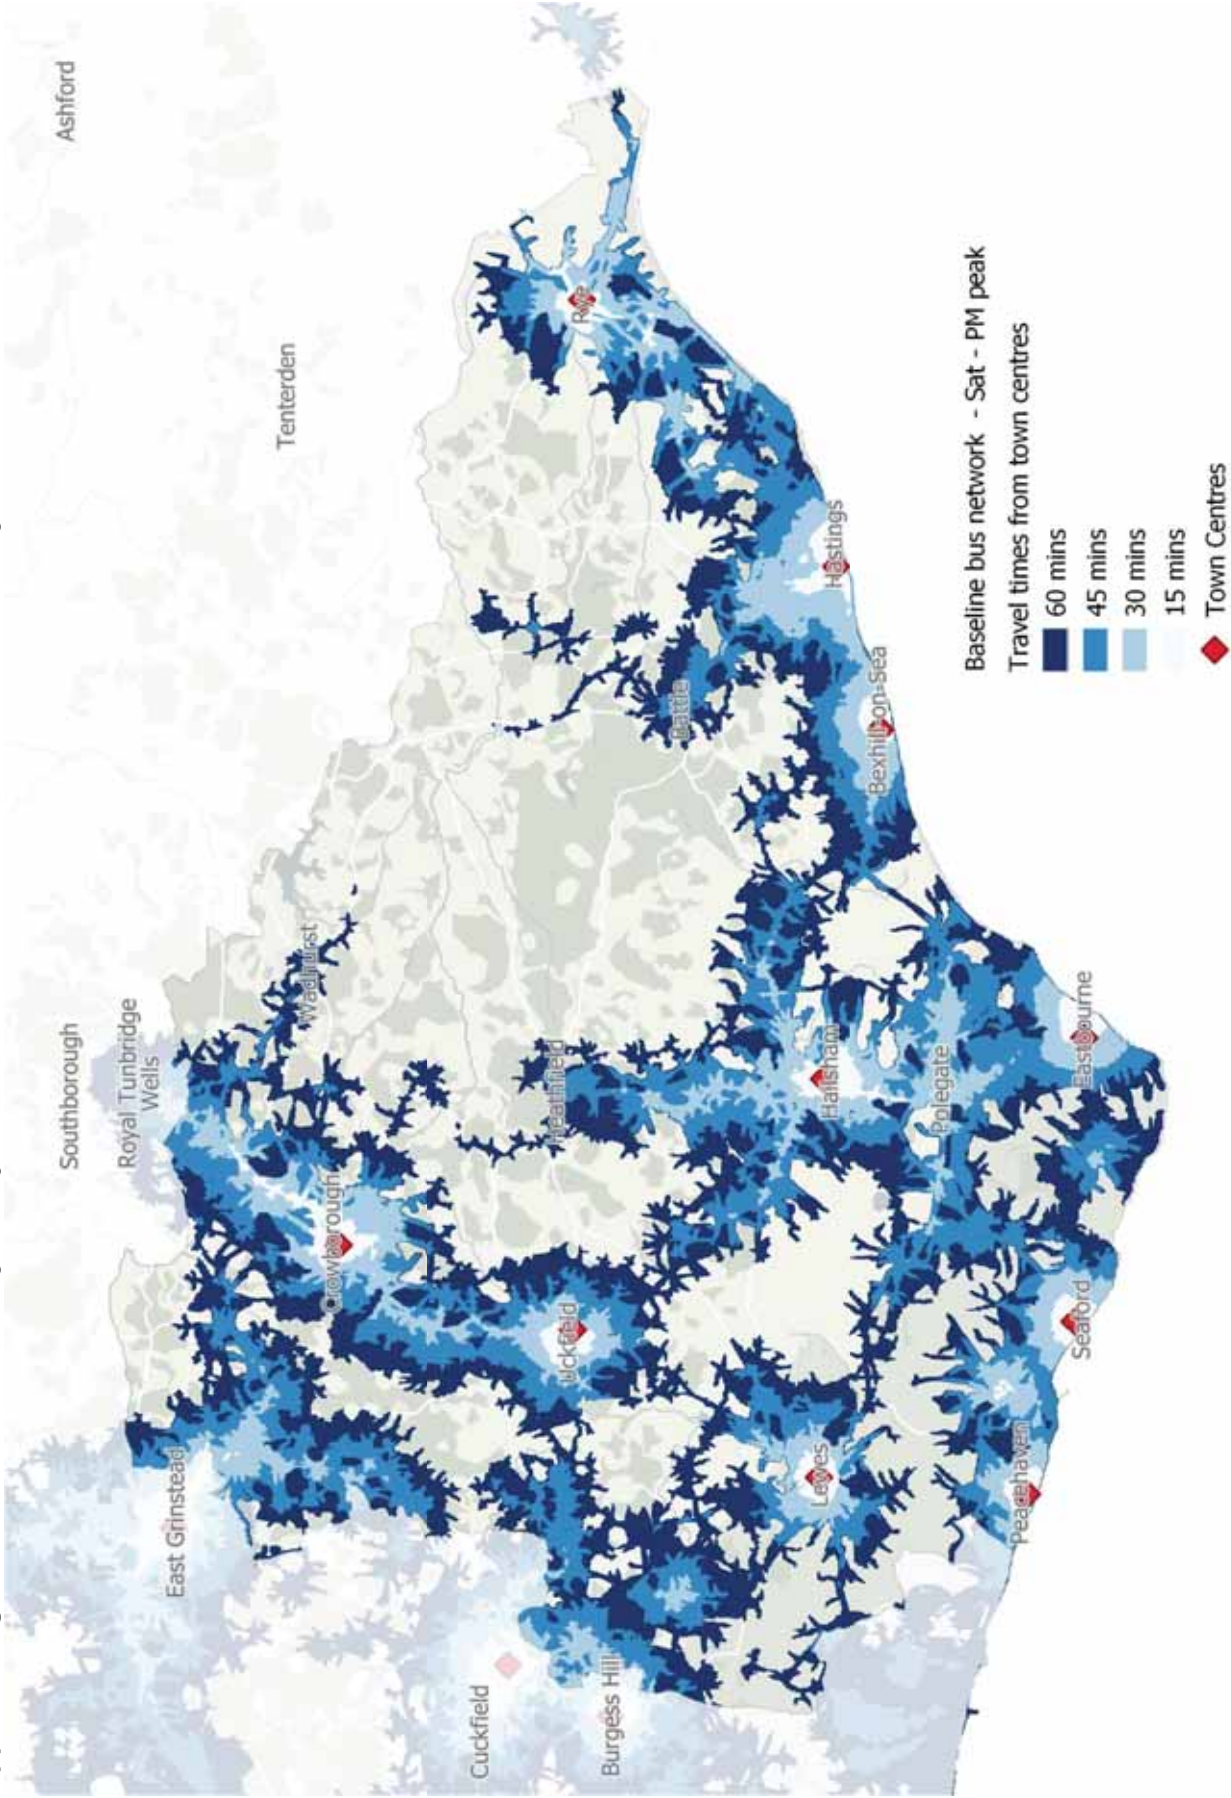 Ashford
Tenterden
Southborough
Royal Tunbridge
Wells
East Grinstead
Wadhurst
Crowborough
Rye
Cuckfield
Heathfield
Uckfield
Burgess Hill
Battle
Hastings
Hailsham
Lewes
Bexhill-on-Sea
Polegate
Eastbourne
Seaford
Peacehaven
Baseline bus network - Sat - PM peak
Travel times from town centres
60 mins
45 mins
30 mins
15 mins
Town Centres